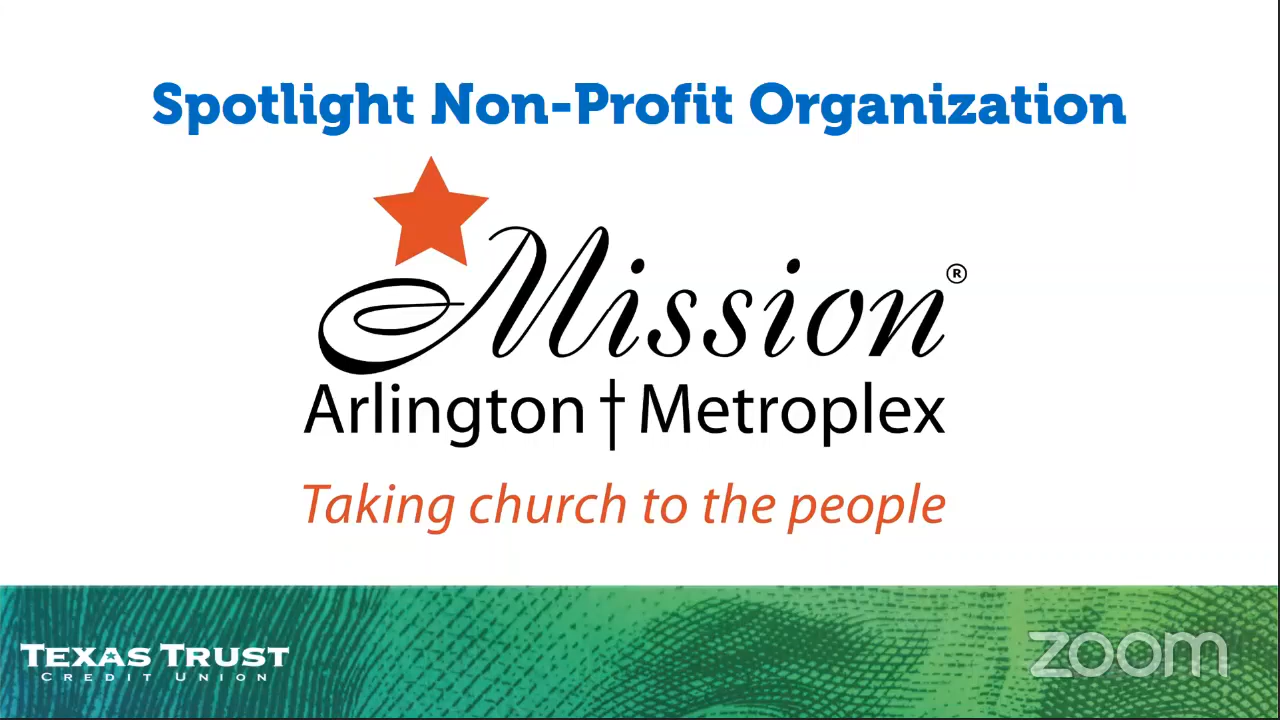 Spotlight Non-Profit Organization
Mission®
Arlington†Metroplex
Taking church to the people
TEXAS TRUST
CREDIT UNION
zoom